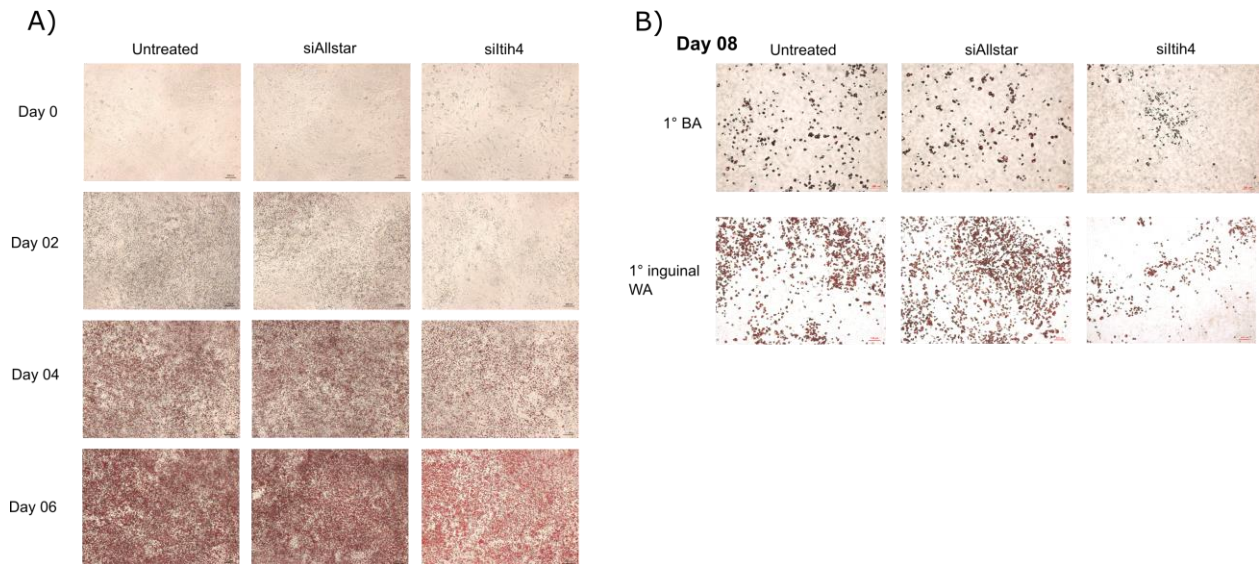 A)
Untreated siAllstar siItih4
Day 0
Day 02
Day 04
Day 06
B)
Day 08 Untreated siAllstar siItih4
1° BA
1° inguinal
WA